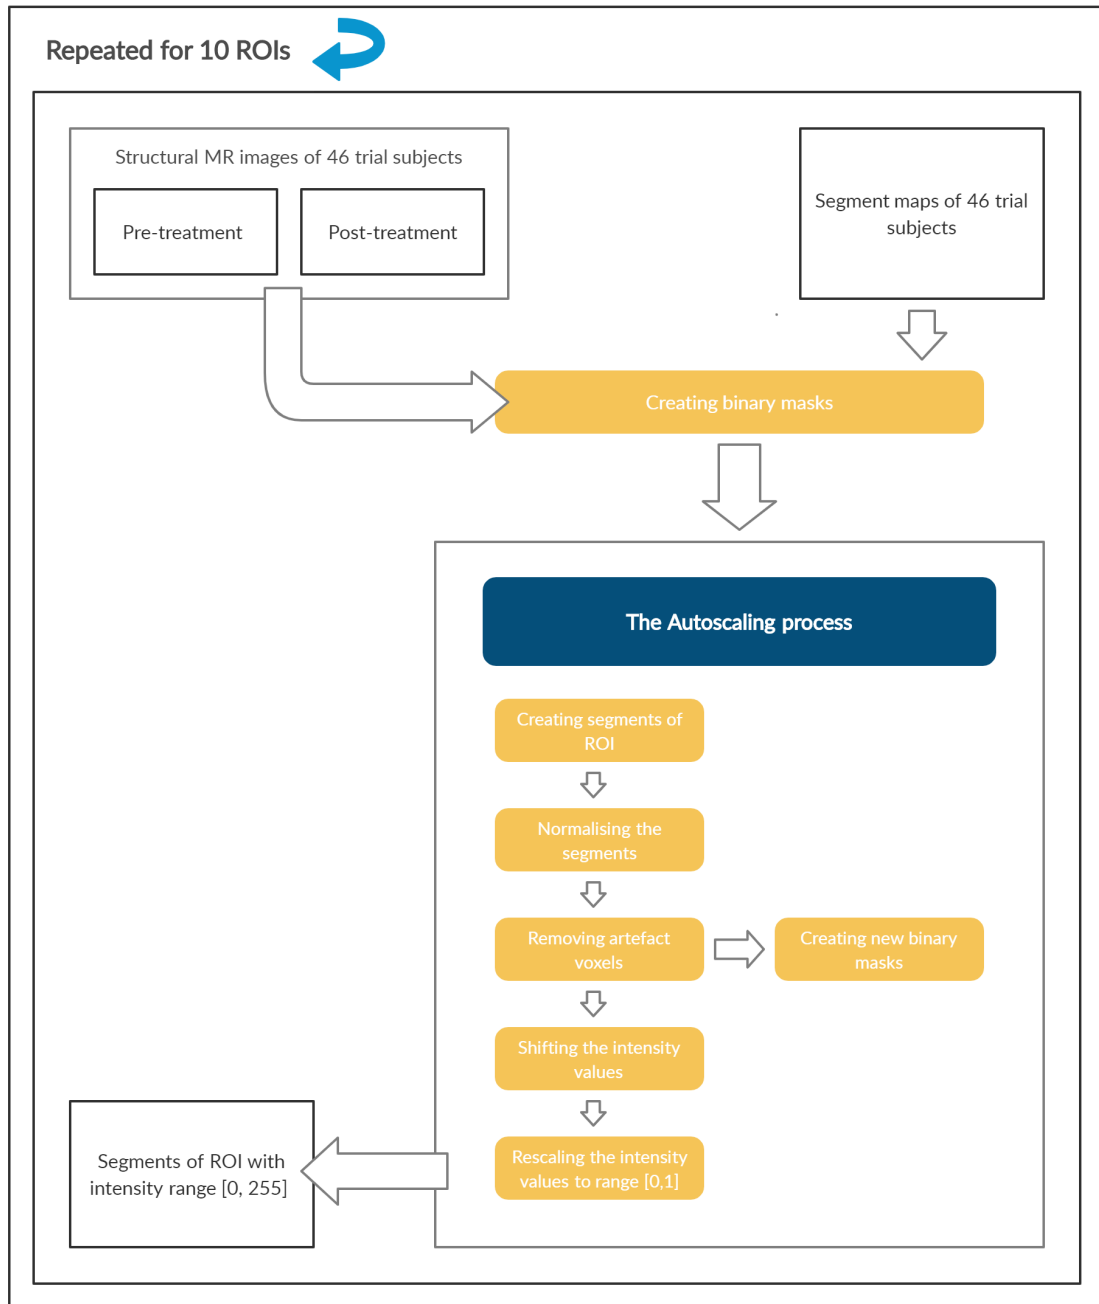 Repeated for 10 ROIs
Structural MR images of 46 trial subjects
Pre-treatment
Post-treatment
Segment maps of 46 trial
subjects
Creating binary masks
The Autoscaling process
Creating segments of
ROI
Normalising the
segments
Removing artefact
voxels
Creating new binary
masks
Shifting the intensity
values
Rescaling the intensity
values to range [0,1]
Segments of ROI with
intensity range [0, 255]